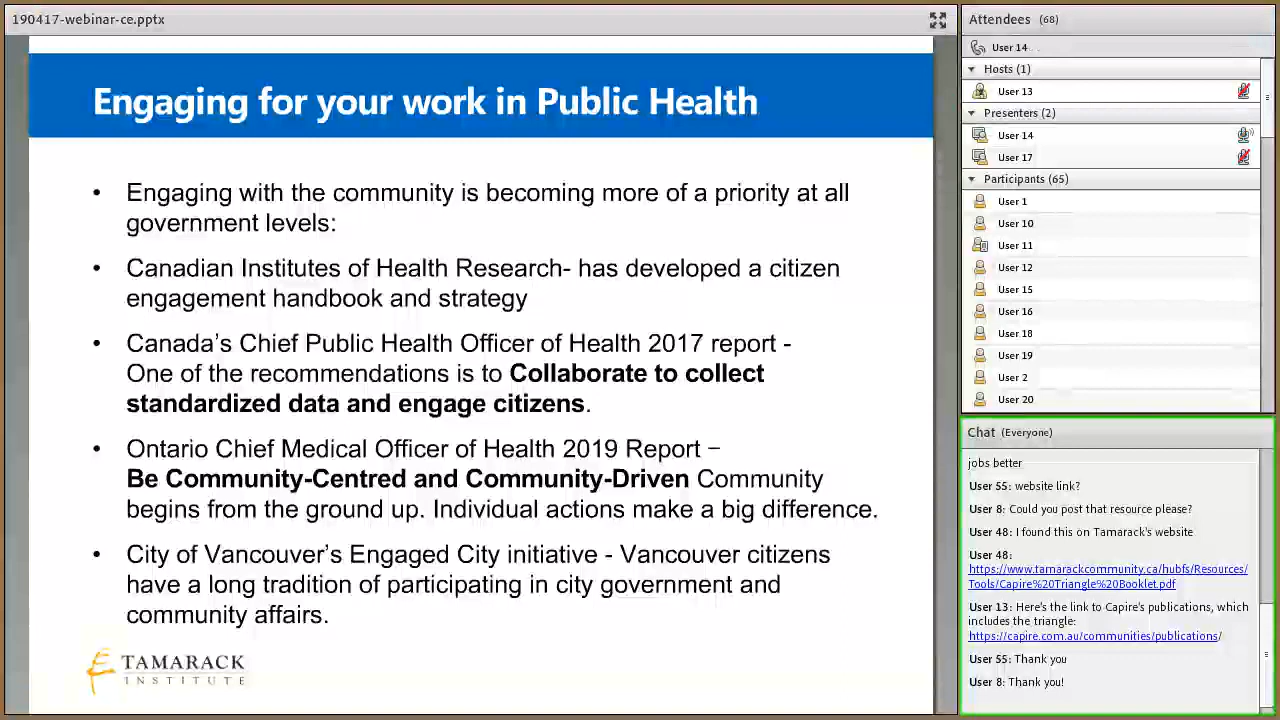 190417-webinar-ce.pptx
Engaging for your work in Public Health
• Engaging with the community is becoming more of a priority at all
government levels:
• Canadian Institutes of Health Research- has developed a citizen
engagement handbook and strategy
• Canada’s Chief Public Health Officer of Health 2017 report -
One of the recommendations is to Collaborate to collect
standardized data and engage citizens.
• Ontario Chief Medical Officer of Health 2019 Report –
Be Community-Centred and Community-Driven Community
begins from the ground up. Individual actions make a big difference.
• City of Vancouver’s Engaged City initiative - Vancouver citizens
have a long tradition of participating in city government and
community affairs.
TAMARACK
INSTITUTE
Attendees (68)
User 14
Hosts (1)
User 13
Presenters (2)
User 14
User 17
Participants (65)
User 1
User 10
User 11
User 12
User 15
User 16
User 18
User 19
User 2
User 20
Chat (Everyone)
jobs better
User 55: website link?
User 8: Could you post that resource please?
User 48: I found this on Tamarack's website
User 48:
https://www.tamarackcommunity.ca/hubfs/Resources/
Tools/Capire%20Triangle%20Booklet.pdf
User 13: Here's the link to Capire's publications, which
includes the triangle:
https://capire.com.au/communities/publications/
User 55: Thank you
User 8: Thank you!